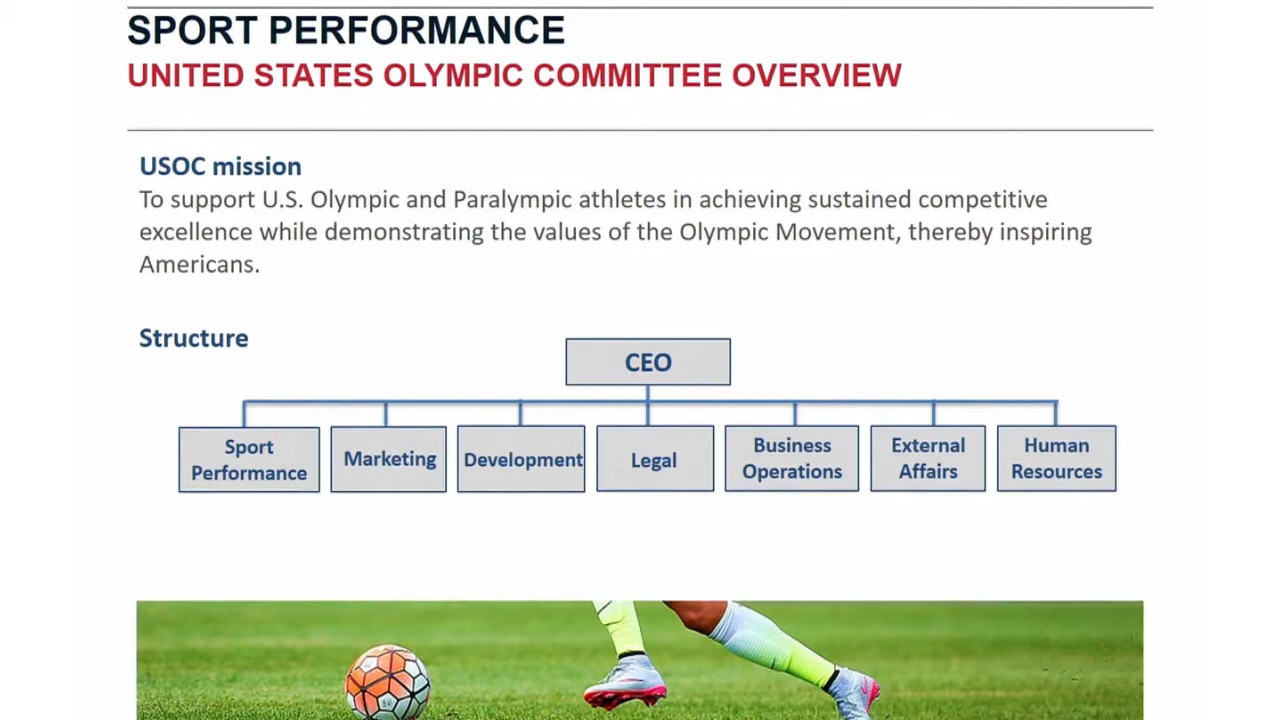 SPORT PERFORMANCE
UNITED STATES OLYMPIC COMMITTEE OVERVIEW
USOC mission
To support U.S. Olympic and Paralympic athletes in achieving sustained competitive
excellence while demonstrating the values of the Olympic Movement, thereby inspiring
Americans.
Structure
CEO
Sport
Performance
Marketing
Development
Legal
Business
Operations
External
Affairs
Human
Resources